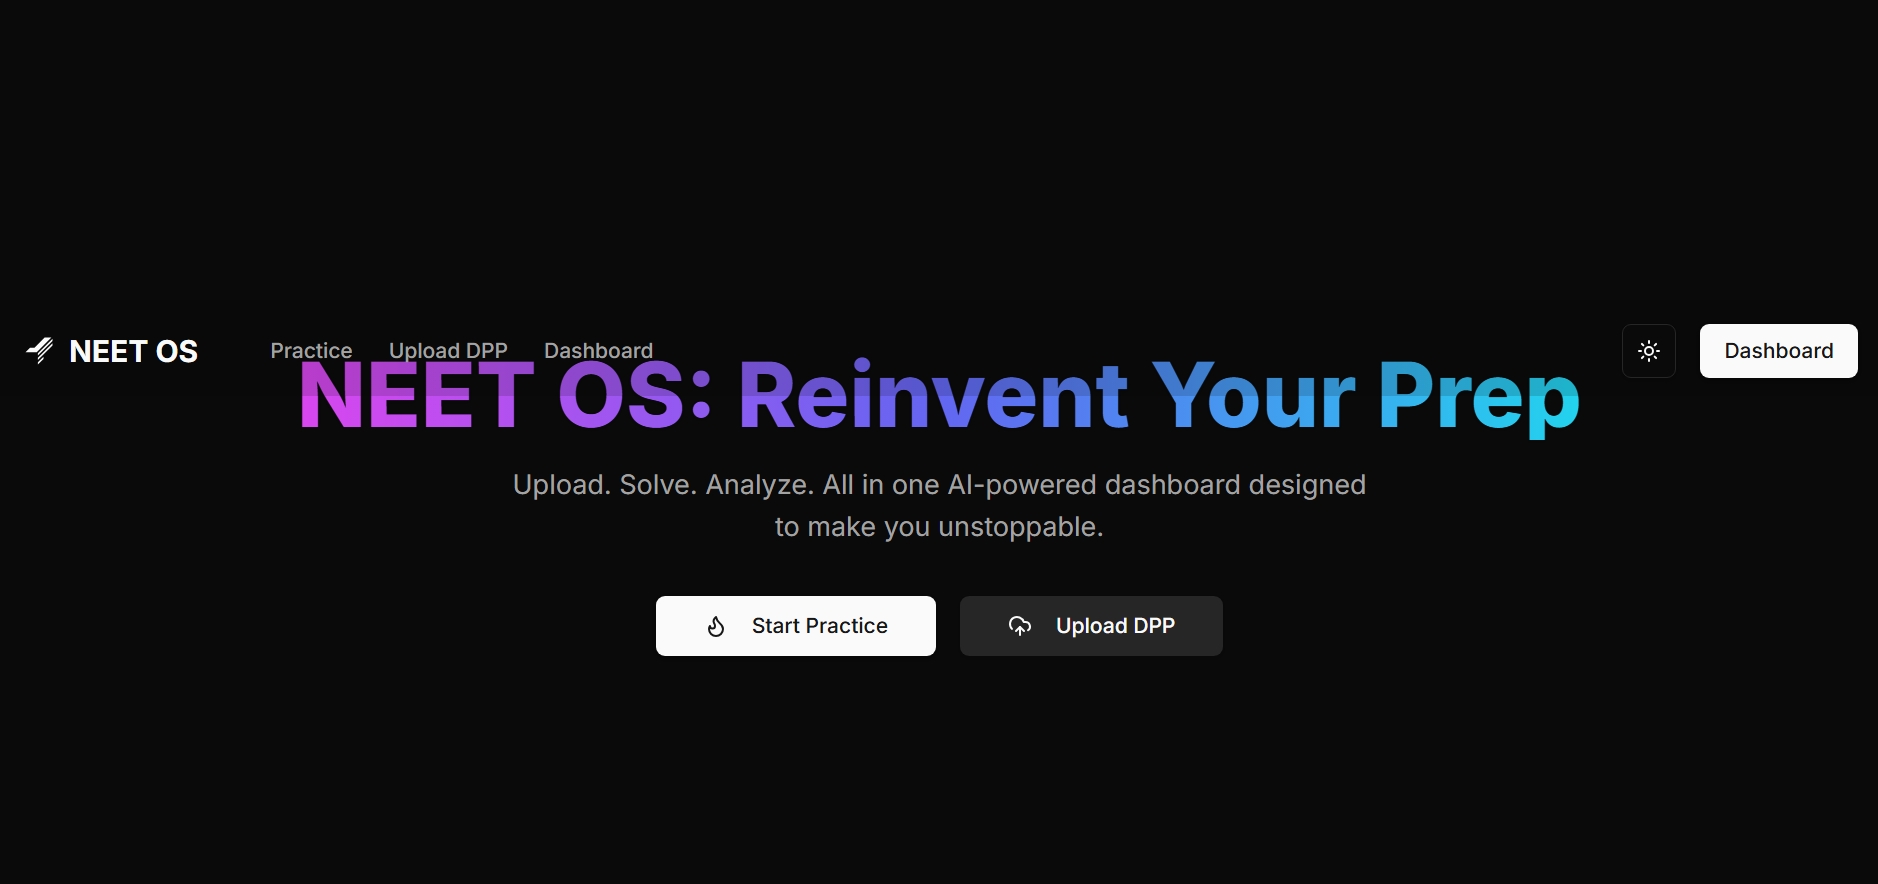 NEET OS Practice Upload DPP Dashboard Dashboard
NEET OS: Reinvent Your Prep
Upload. Solve. Analyze. All in one AI-powered dashboard designed
to make you unstoppable.
Start Practice Upload DPP